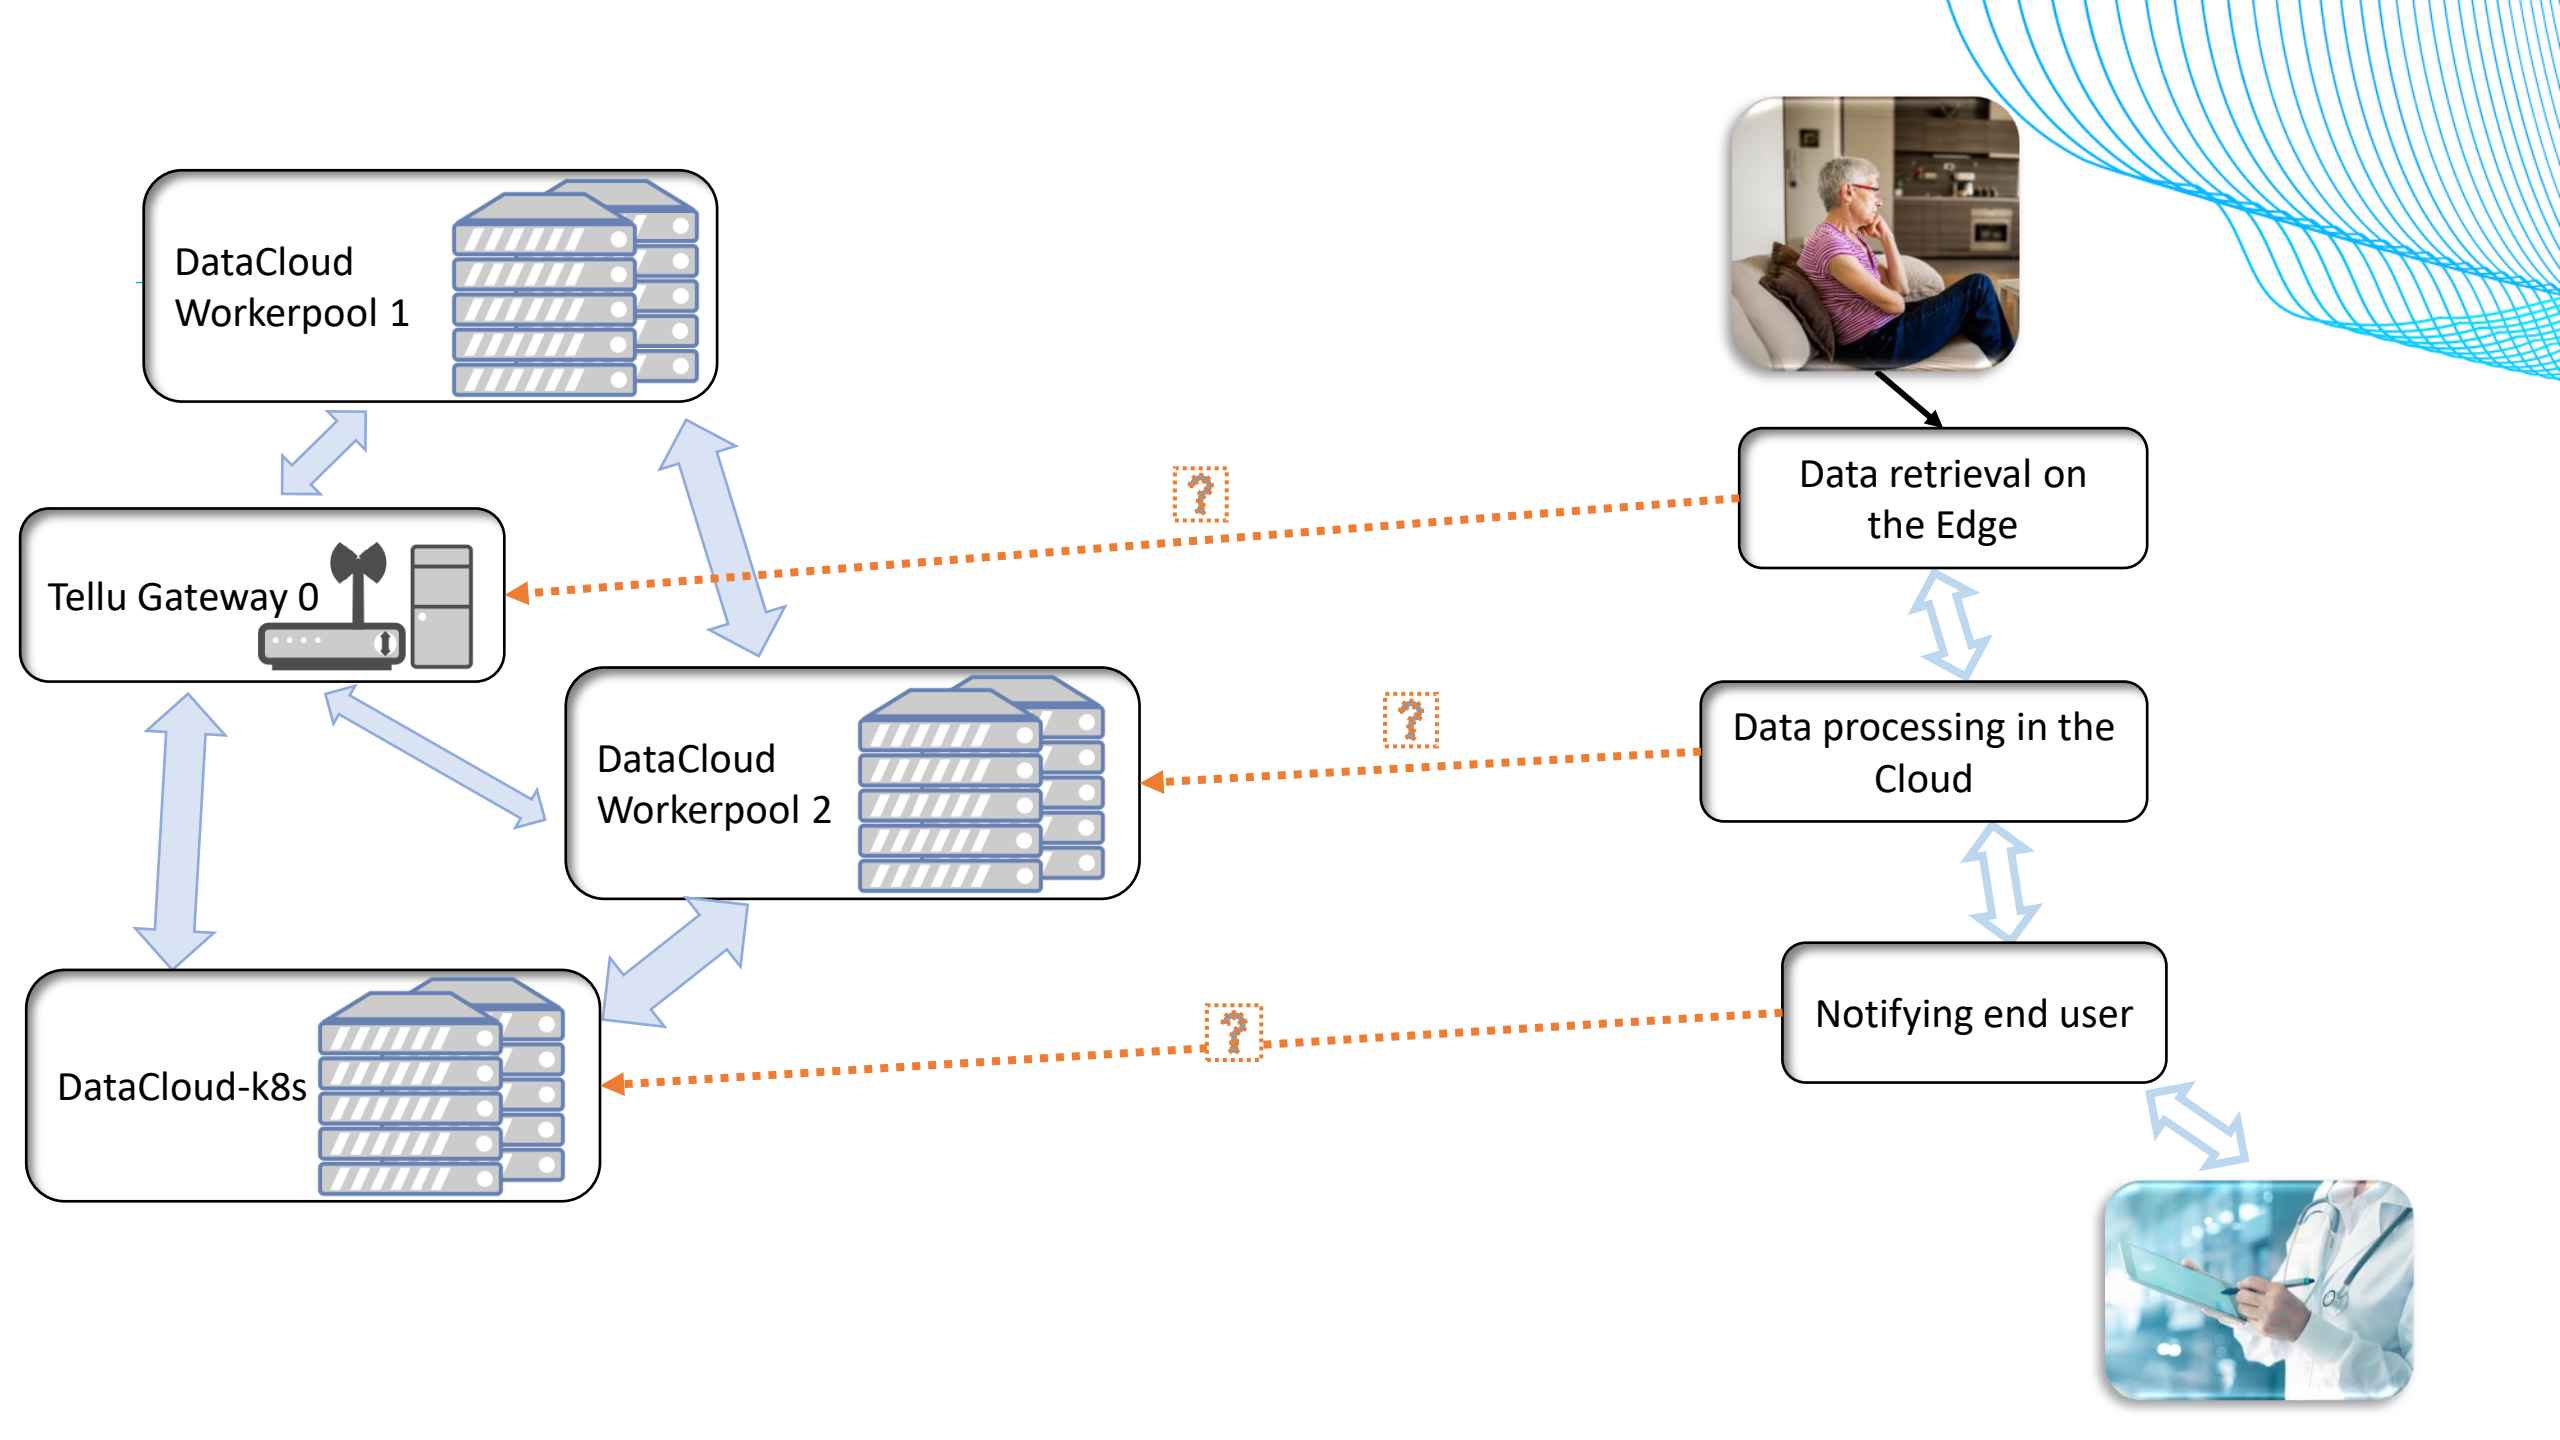 DataCloud
Workerpool 1
Tellu Gateway 0
DataCloud
Workerpool 2
DataCloud-k8s
?
?
?
Data retrieval on
the Edge
Data processing in the
Cloud
Notifying end user